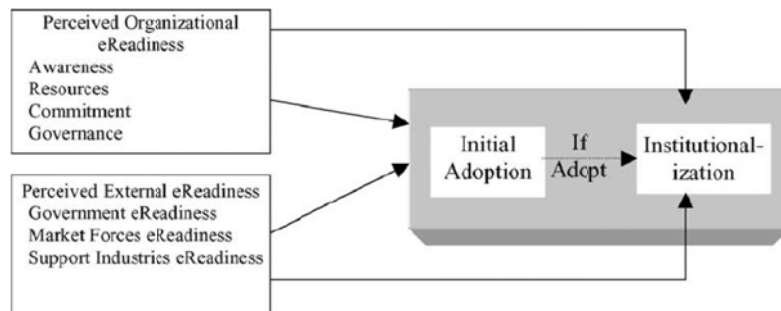 Perceived Organizational
eReadiness
Awareness
Resources
Commitment
Governance
Perceived External eReadiness
Government eReadiness
Market Forces eReadiness
Support Industries eReadiness
Initial
Adoption
If
Adopt
Institutional-
ization